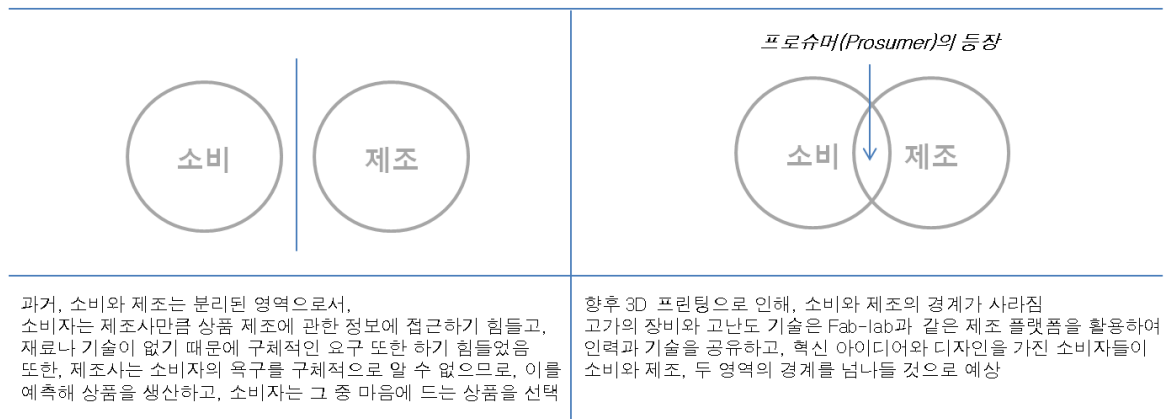 소비
제조
과거, 소비와 제조는 분리된 영역으로서,
소비자는 제조사만큼 상품 제조에 관한 정보에 접근하기 힘들고,
재료나 기술이 없기 때문에 구체적인 요구 또한 하기 힘들었음
또한, 제조사는 소비자의 욕구를 구체적으로 알 수 없으므로, 이를
예측해 상품을 생산하고, 소비자는 그 중 마음에 드는 상품을 선택
프로슈머(Prosumer)의 등장
소비
제조
향후 3D 프린팅으로 인해, 소비와 제조의 경계가 사라짐
고가의 장비와 고난도 기술은 Fab-lab과 같은 제조 플랫폼을 활용하여
인력과 기술을 공유하고, 혁신 아이디어와 디자인을 가진 소비자들이
소비와 제조, 두 영역의 경계를 넘나들 것으로 예상